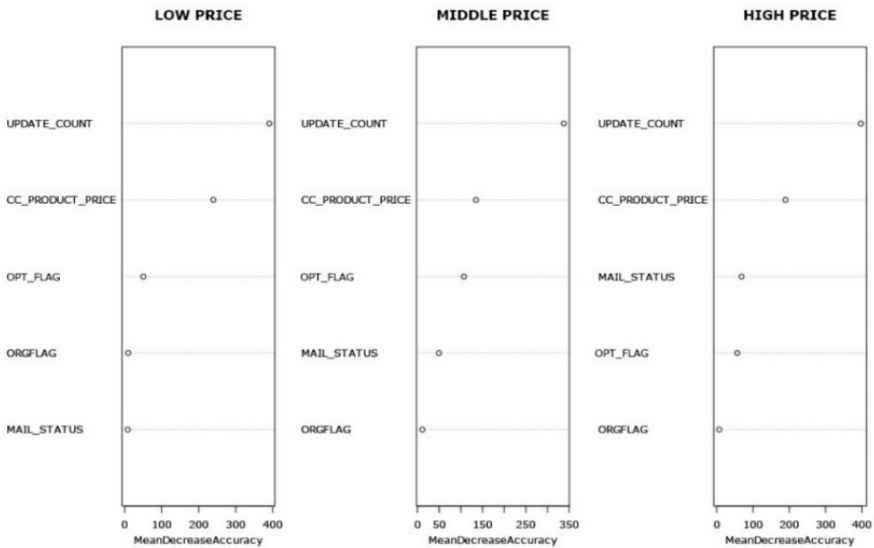 LOW PRICE
UPDATE_COUNT
CC_PRODUCT_PRICE
OPT_FLAG
ORGFLAG
MAIL_STATUS
0 100 200 300 400
MeanDecreaseAccuracy
MIDDLE PRICE
UPDATE_COUNT
CC_PRODUCT_PRICE
OPT_FLAG
MAIL_STATUS
ORGFLAG
0 50 150 250 350
MeanDecreaseAccuracy
HIGH PRICE
UPDATE_COUNT
CC_PRODUCT_PRICE
MAIL_STATUS
OPT_FLAG
ORGFLAG
0 100 200 300 400
MeanDecreaseAccuracy